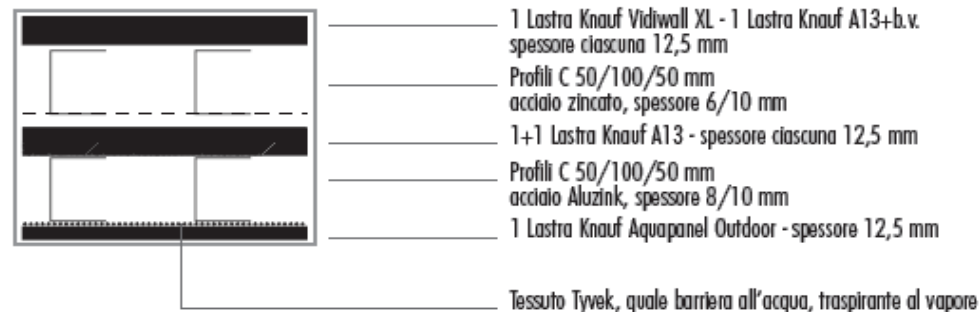 1 Lastra Knauf Vidiwall XL - 1 Lastra Knauf A13+b.v.
spessore ciascuna 12,5 mm
Profili C 50/100/50 mm
acciaio zincato, spessore 6/10 mm
1+1 Lastra Knauf A13 - spessore ciascuna 12,5 mm
Profili C 50/100/50 mm
acciaio Aluzink, spessore 8/10 mm
1 Lastra Knauf Aquapanel Outdoor - spessore 12,5 mm
Tessuto Tyvek, quale barriera all'acqua, traspirante al vapore